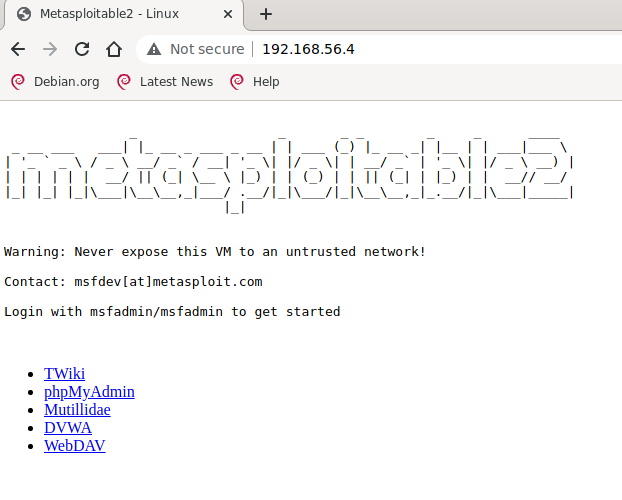 Metasploitable2 - Linux
Not secure | 192.168.56.4
Debian.org Latest News Help
metasploitable2
Warning: Never expose this VM to an untrusted network!
Contact: msfdev[at]metasploit.com
Login with msfadmin/msfadmin to get started
TWiki
phpMyAdmin
Mutillidae
DVWA
WebDAV